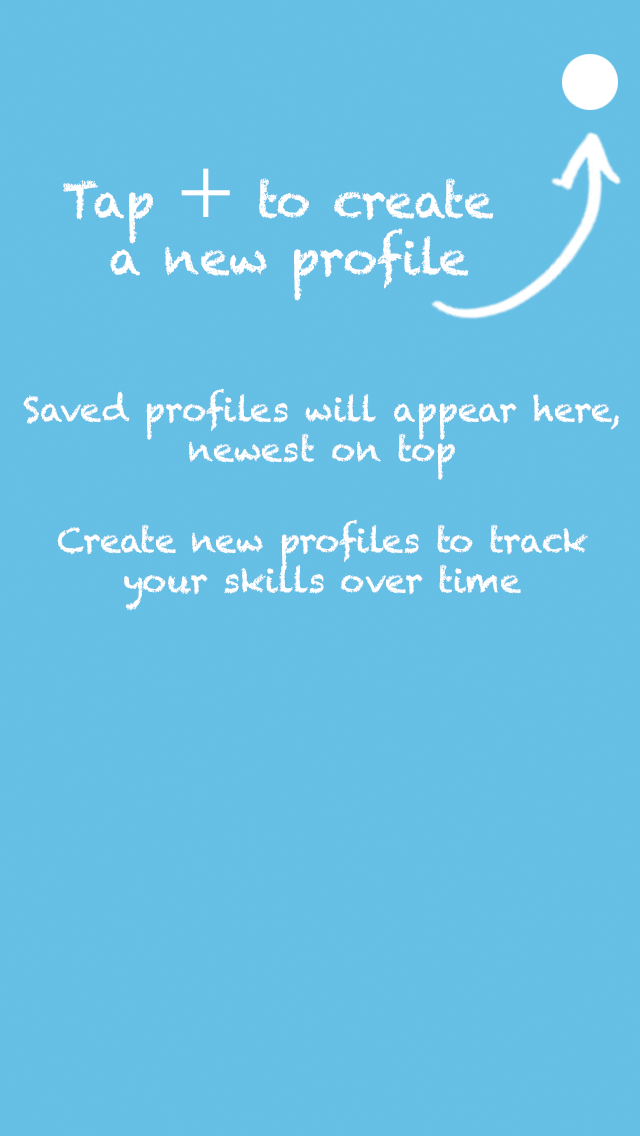 Tap + to create
a new profile
Saved profiles will appear here,
newest on top
Create new profiles to track
your skills over time